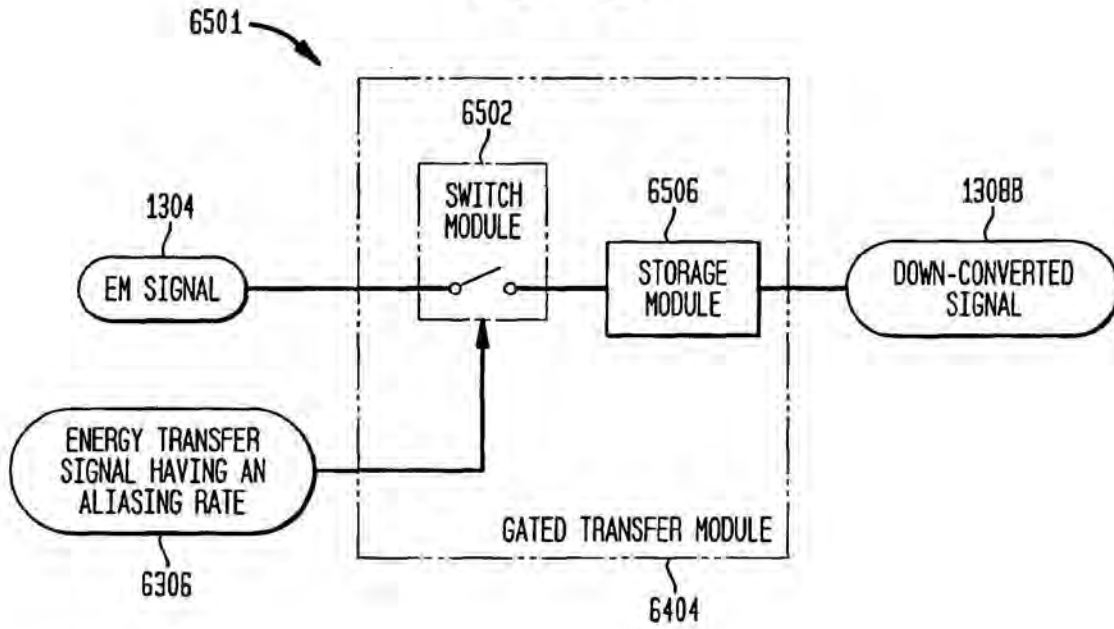 6501
6502
SWITCH
MODULE
1304
EM SIGNAL
6506
STORAGE
MODULE
1308B
DOWN-CONVERTED
SIGNAL
ENERGY TRANSFER
SIGNAL HAVING AN
ALIASING RATE
6306
GATED TRANSFER MODULE
6404